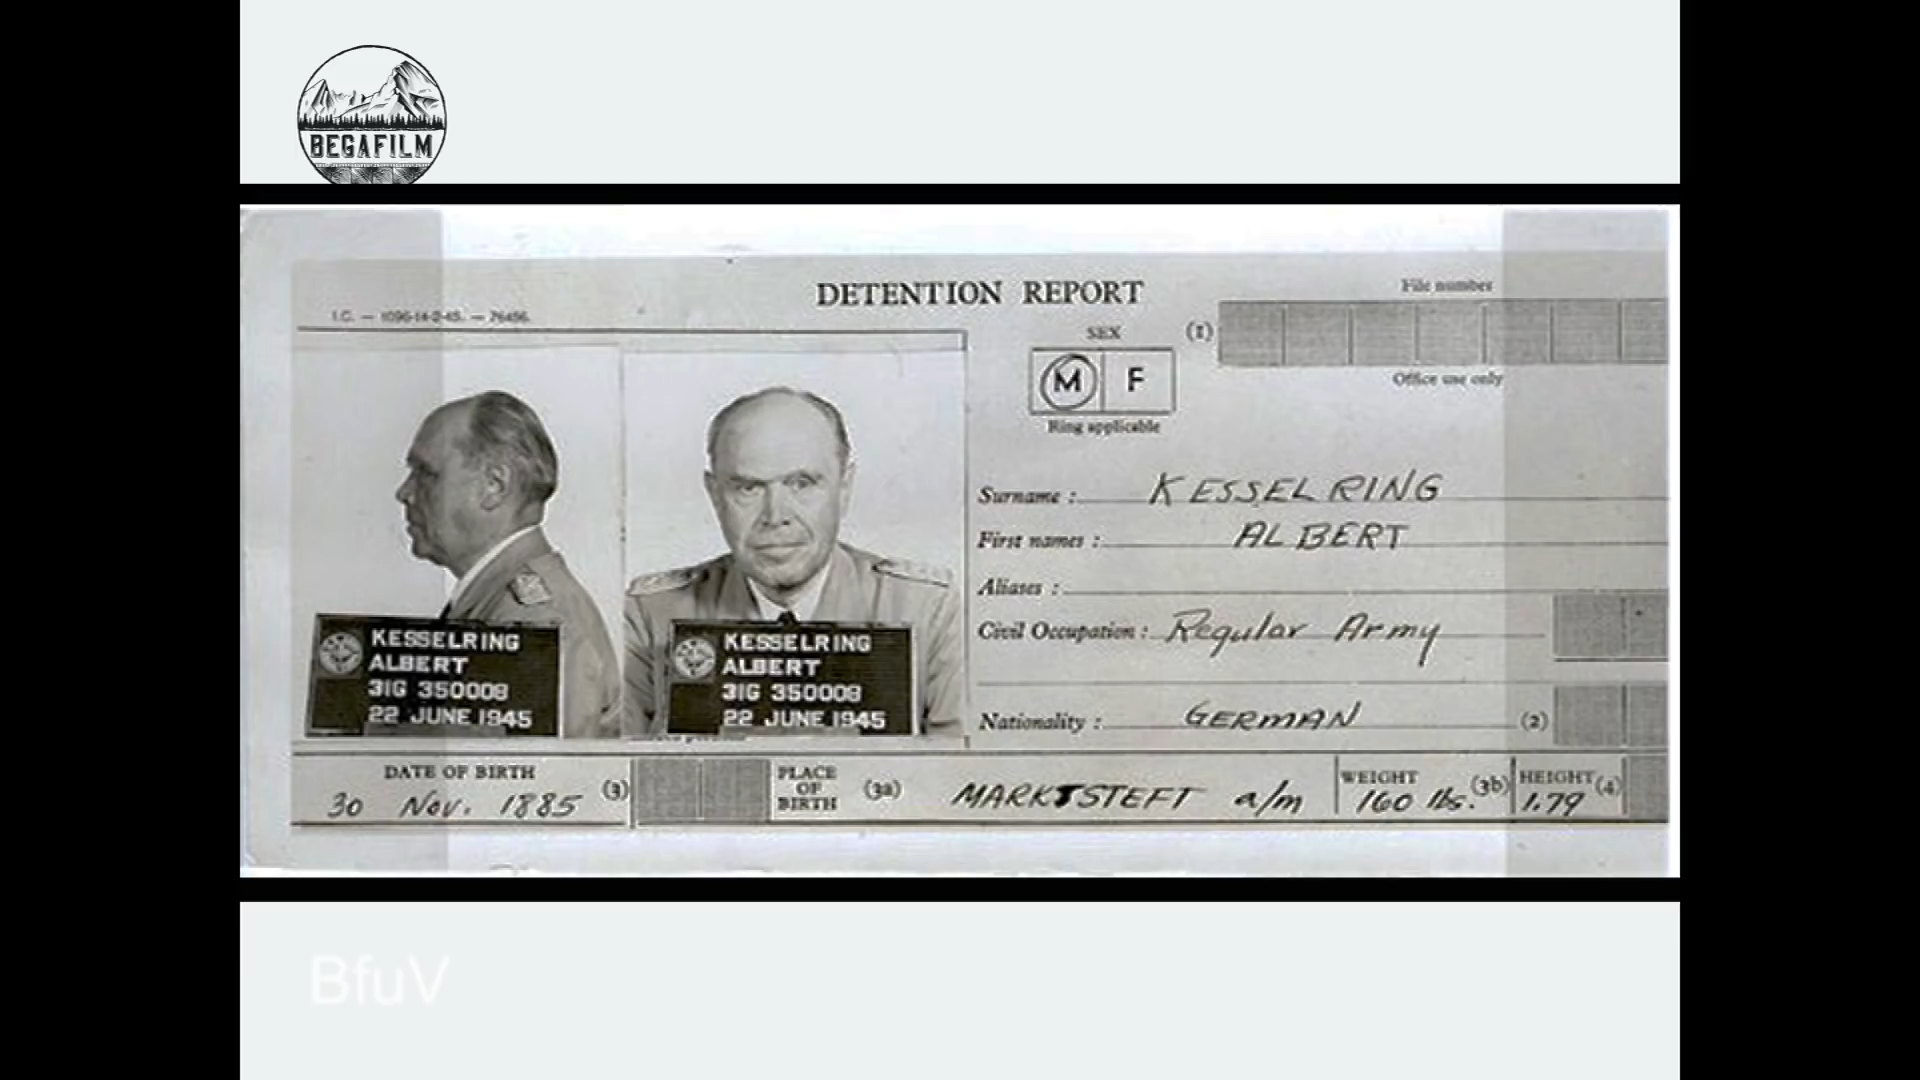 BEGAFILM
DETENTION REPORT
I.C. — 1096-14-2-45. — 76456.
File number
SEX
(1)
M F
Office use only
Ring applicable
Surname : KESSELRING
First names : ALBERT
Aliases :
Civil Occupation : Regular Army
Nationality : GERMAN (2)
KESSELRING
ALBERT
31G 350008
22 JUNE 1945
KESSELRING
ALBERT
31G 350008
22 JUNE 1945
DATE OF BIRTH (3)
30 Nov. 1885
PLACE
OF
BIRTH
(3a)
MARKTSTEFT a/m
WEIGHT (3b)
160 lbs.
HEIGHT (4)
1.79
BfuV